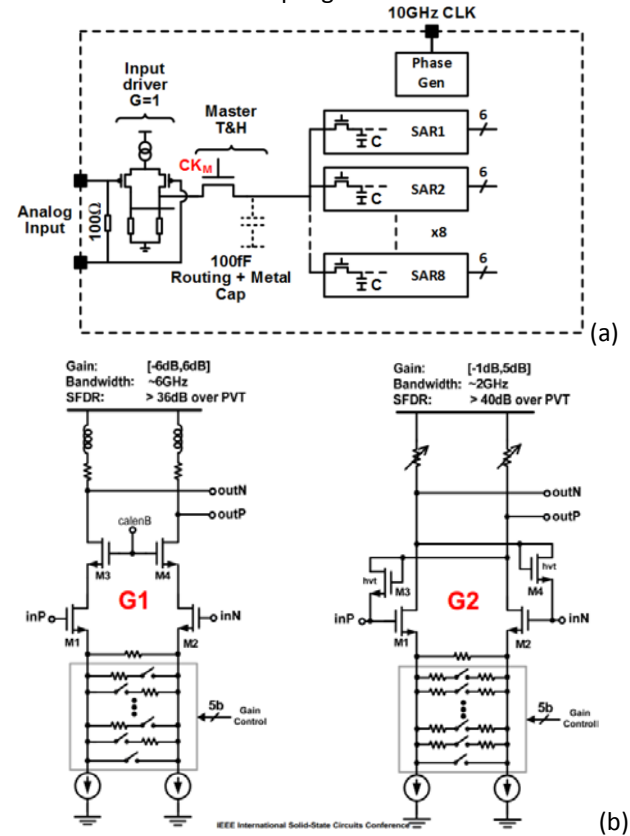 10GHz CLK
Phase
Gen
Input
driver
G=1
Master
T&H
CKM
Analog
Input
100Ω
100fF
Routing + Metal
Cap
SAR1
6
C
SAR2
6
C
x8
SAR8
6
C
(a)
Gain: [-6dB,6dB]
Bandwidth: ~6GHz
SFDR: > 36dB over PVT
outN
outP
calenB
M3
M4
G1
inP
inN
M1
M2
5b
Gain
Control
Gain: [-1dB,5dB]
Bandwidth: ~2GHz
SFDR: > 40dB over PVT
outN
outP
hvt
M3
hvt
M4
G2
inP
inN
M1
M2
5b
Gain
Controll
IEEE International Solid-State Circuits Conference
(b)